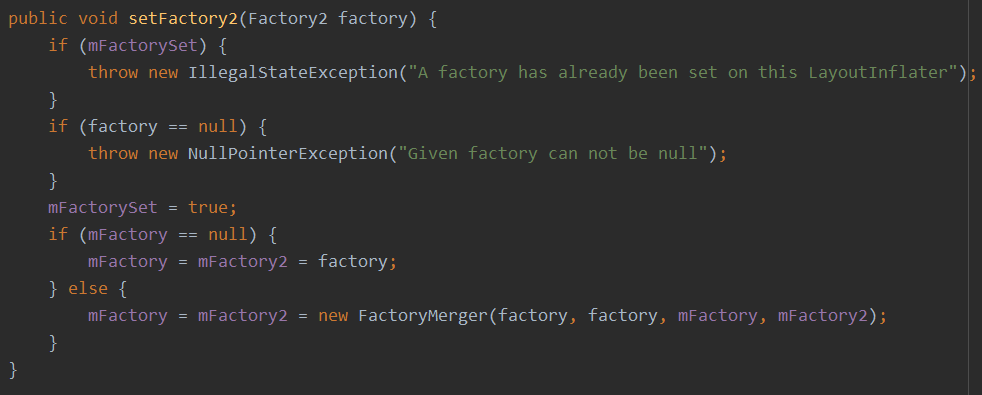 public void setFactory2(Factory2 factory) {
    if (mFactorySet) {
        throw new IllegalStateException("A factory has already been set on this LayoutInflater");
    }
    if (factory == null) {
        throw new NullPointerException("Given factory can not be null");
    }
    mFactorySet = true;
    if (mFactory == null) {
        mFactory = mFactory2 = factory;
    } else {
        mFactory = mFactory2 = new FactoryMerger(factory, factory, mFactory, mFactory2);
    }
}